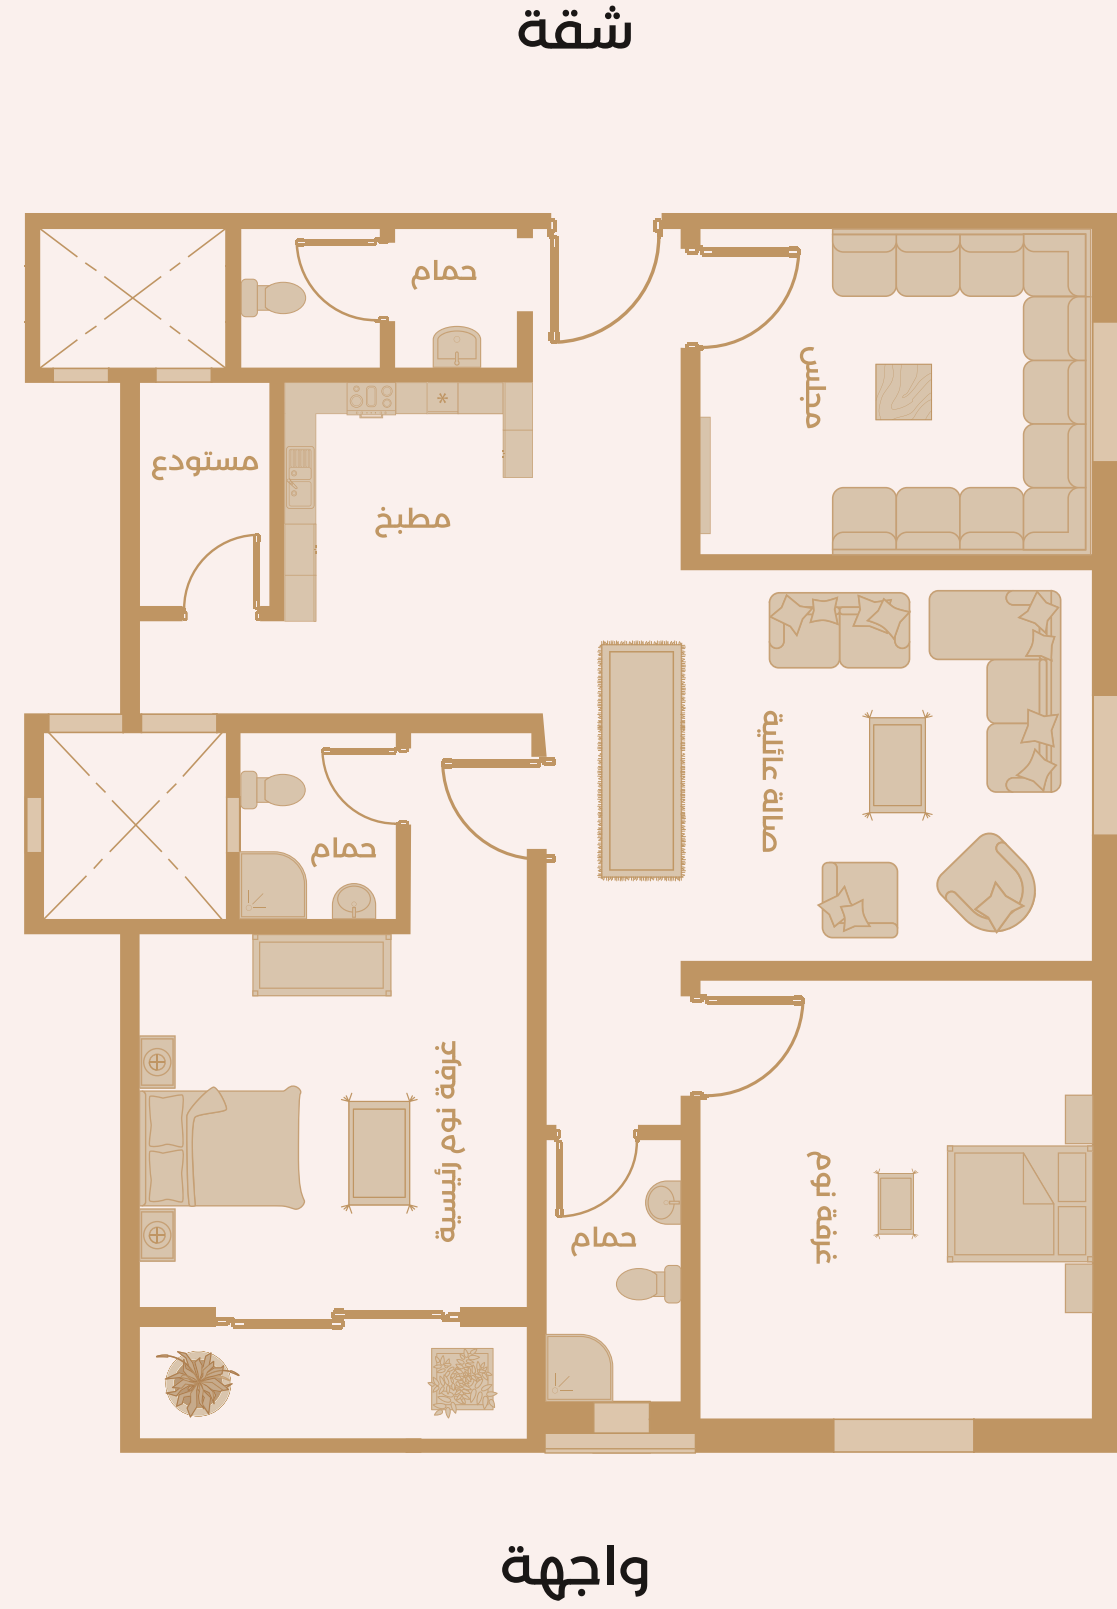 شقة
حمام
مجلس
مستودع
مطبخ
صالة عائلية
حمام
غرفة نوم رئيسية
غرفة نوم
حمام
واجهة